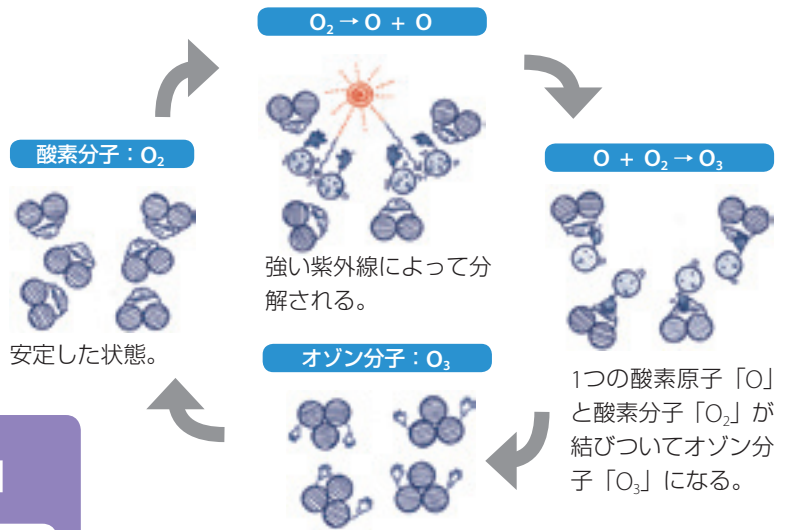 O₂→O + O
酸素分子：O₂
O + O₂→O₃
強い紫外線によって分
解される。
安定した状態。
オゾン分子：O₃
1つの酸素原子「O」
と酸素分子「O₂」が
結びついてオゾン分
子「O₃」になる。